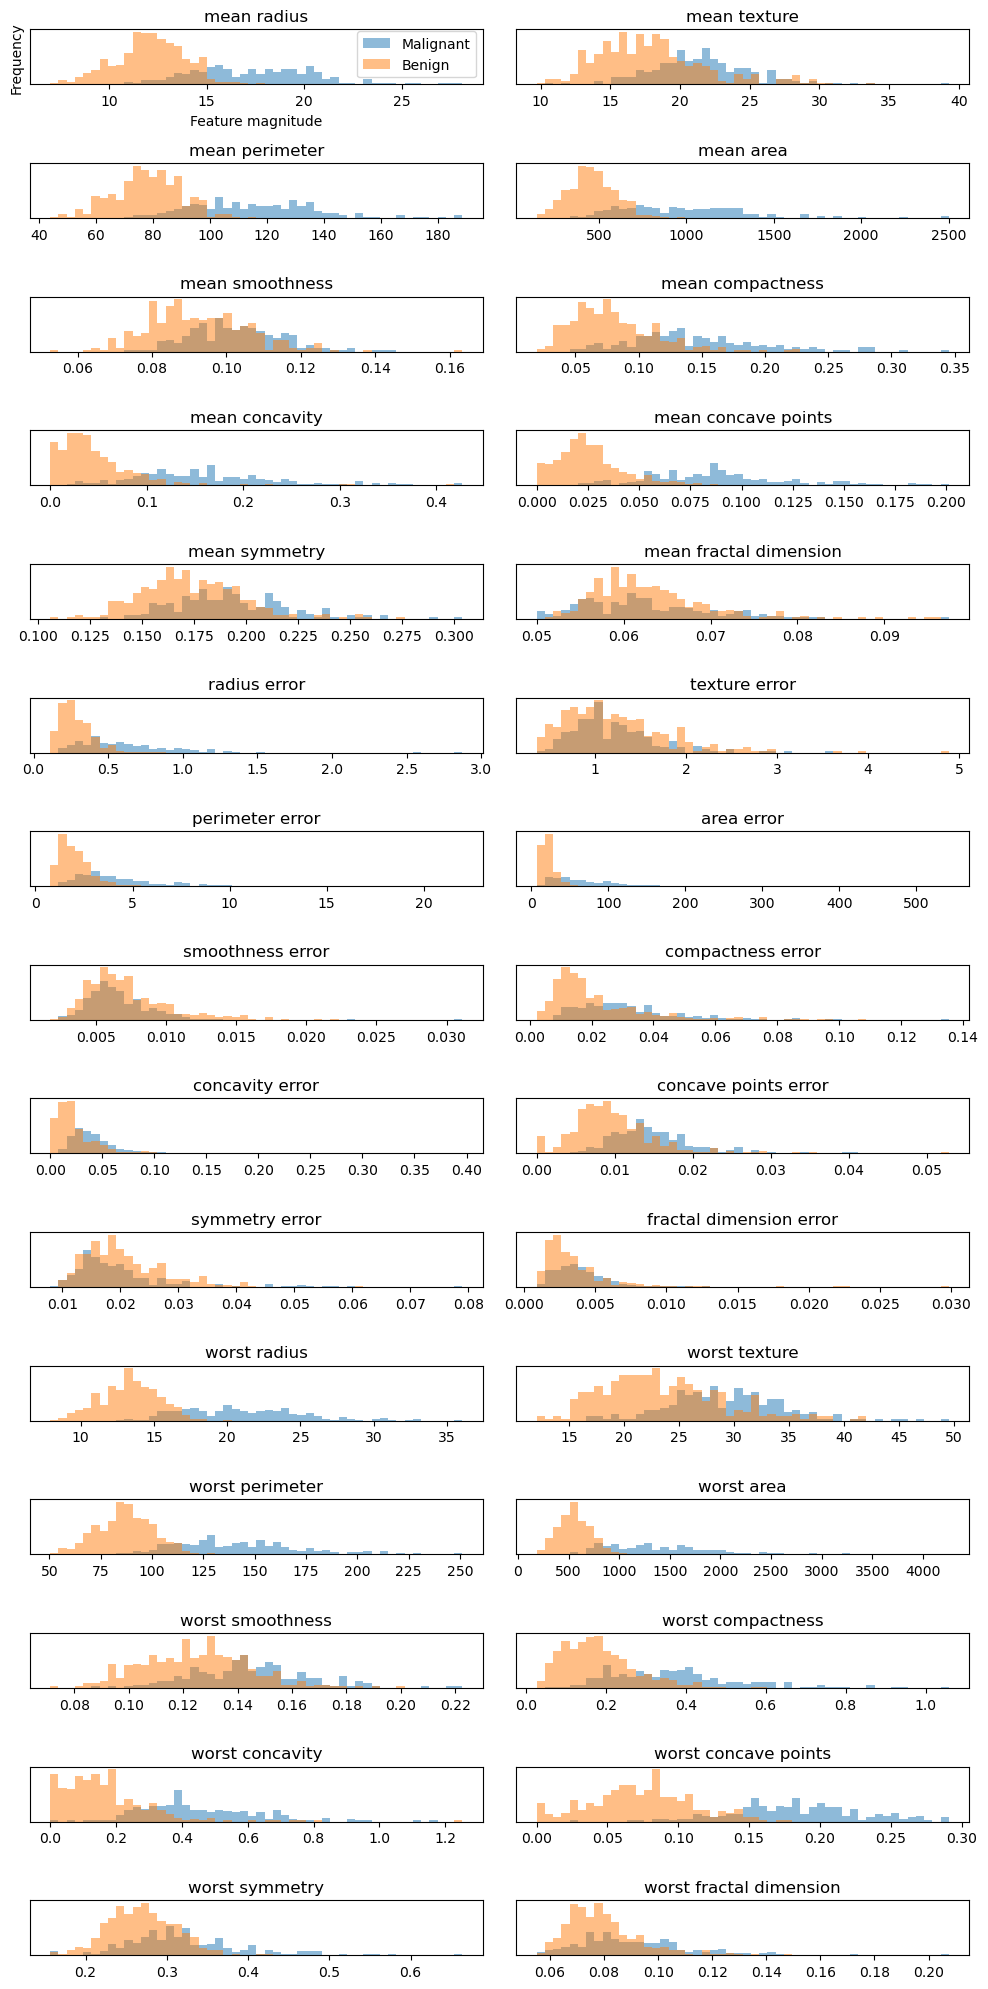 mean radius
mean texture
Frequency
Malignant
Benign
10 15 20 25
Feature magnitude
10 15 20 25 30 35 40
mean perimeter
mean area
40 60 80 100 120 140 160 180
500 1000 1500 2000 2500
mean smoothness
mean compactness
0.06 0.08 0.10 0.12 0.14 0.16
0.05 0.10 0.15 0.20 0.25 0.30 0.35
mean concavity
mean concave points
0.0 0.1 0.2 0.3 0.4
0.000 0.025 0.050 0.075 0.100 0.125 0.150 0.175 0.200
mean symmetry
mean fractal dimension
0.100 0.125 0.150 0.175 0.200 0.225 0.250 0.275 0.300
0.05 0.06 0.07 0.08 0.09
radius error
texture error
0.0 0.5 1.0 1.5 2.0 2.5 3.0
1 2 3 4 5
perimeter error
area error
0 5 10 15 20
0 100 200 300 400 500
smoothness error
compactness error
0.005 0.010 0.015 0.020 0.025 0.030
0.00 0.02 0.04 0.06 0.08 0.10 0.12 0.14
concavity error
concave points error
0.00 0.05 0.10 0.15 0.20 0.25 0.30 0.35 0.40
0.00 0.01 0.02 0.03 0.04 0.05
symmetry error
fractal dimension error
0.01 0.02 0.03 0.04 0.05 0.06 0.07 0.08
0.000 0.005 0.010 0.015 0.020 0.025 0.030
worst radius
worst texture
10 15 20 25 30 35
15 20 25 30 35 40 45 50
worst perimeter
worst area
50 75 100 125 150 175 200 225 250
0 500 1000 1500 2000 2500 3000 3500 4000
worst smoothness
worst compactness
0.08 0.10 0.12 0.14 0.16 0.18 0.20 0.22
0.0 0.2 0.4 0.6 0.8 1.0
worst concavity
worst concave points
0.0 0.2 0.4 0.6 0.8 1.0 1.2
0.00 0.05 0.10 0.15 0.20 0.25 0.30
worst symmetry
worst fractal dimension
0.2 0.3 0.4 0.5 0.6
0.06 0.08 0.10 0.12 0.14 0.16 0.18 0.20